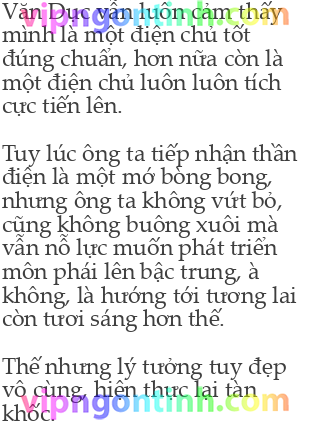 Văn Dục vẫn luôn cảm thấy
mình là một điện chủ tốt
đúng chuẩn, hơn nữa còn là
một điện chủ luôn luôn tích
cực tiến lên.
Tuy lúc ông ta tiếp nhận thần
điện là một mớ bòng bong,
nhưng ông ta không vứt bỏ,
cũng không buông xuôi mà
vẫn nỗ lực muốn phát triển
môn phái lên bậc trung, à
không, là hướng tới tương lai
còn tươi sáng hơn thế.
Thế nhưng lý tưởng tuy đẹp
vô cùng, hiện thực lại tàn
khốc.
vipngontinh.com
vipngontinh.com